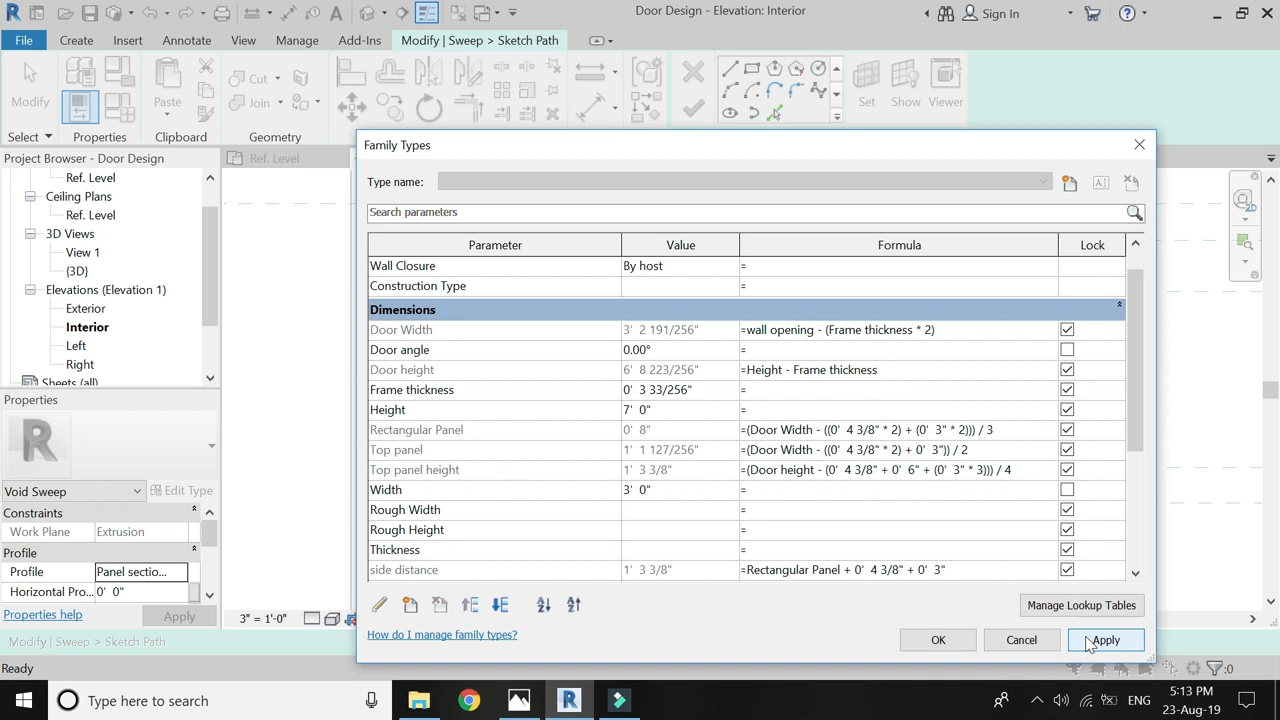 Door Design - Elevation: Interior
Sign In
File Create Insert Annotate View Manage Add-Ins Modify | Sweep > Sketch Path
Modify Paste Cut Join Set Show Viewer
Select Properties Clipboard Geometry
Project Browser - Door Design
Ref. Level
Ref. Level
Ceiling Plans
Ref. Level
3D Views
View 1
{3D}
Elevations (Elevation 1)
Exterior
Interior
Left
Right
Sheets (all)
Properties
R
Void Sweep Edit Type
Constraints
Work Plane Extrusion
Profile
Profile Panel sectio...
Horizontal Pro... 0' 0"
Properties help Apply
3" = 1'-0"
Modify | Sweep > Sketch Path
Ready
:0
Family Types
Type name:
Search parameters
Parameter Value Formula Lock
Wall Closure By host =
Construction Type =
Dimensions
Door Width 3' 2 191/256" =wall opening - (Frame thickness * 2)
Door angle 0.00° =
Door height 6' 8 223/256" =Height - Frame thickness
Frame thickness 0' 3 33/256" =
Height 7' 0" =
Rectangular Panel 0' 8" =(Door Width - ((0' 4 3/8" * 2) + (0' 3" * 2))) / 3
Top panel 1' 1 127/256" =(Door Width - ((0' 4 3/8" * 2) + 0' 3")) / 2
Top panel height 1' 3 3/8" =(Door height - (0' 4 3/8" + 0' 6" + (0' 3" * 3))) / 4
Width 3' 0" =
Rough Width =
Rough Height =
Thickness =
side distance 1' 3 3/8" =Rectangular Panel + 0' 4 3/8" + 0' 3"
Manage Lookup Tables
How do I manage family types?
OK Cancel Apply
Type here to search
ENG
5:13 PM
23-Aug-19